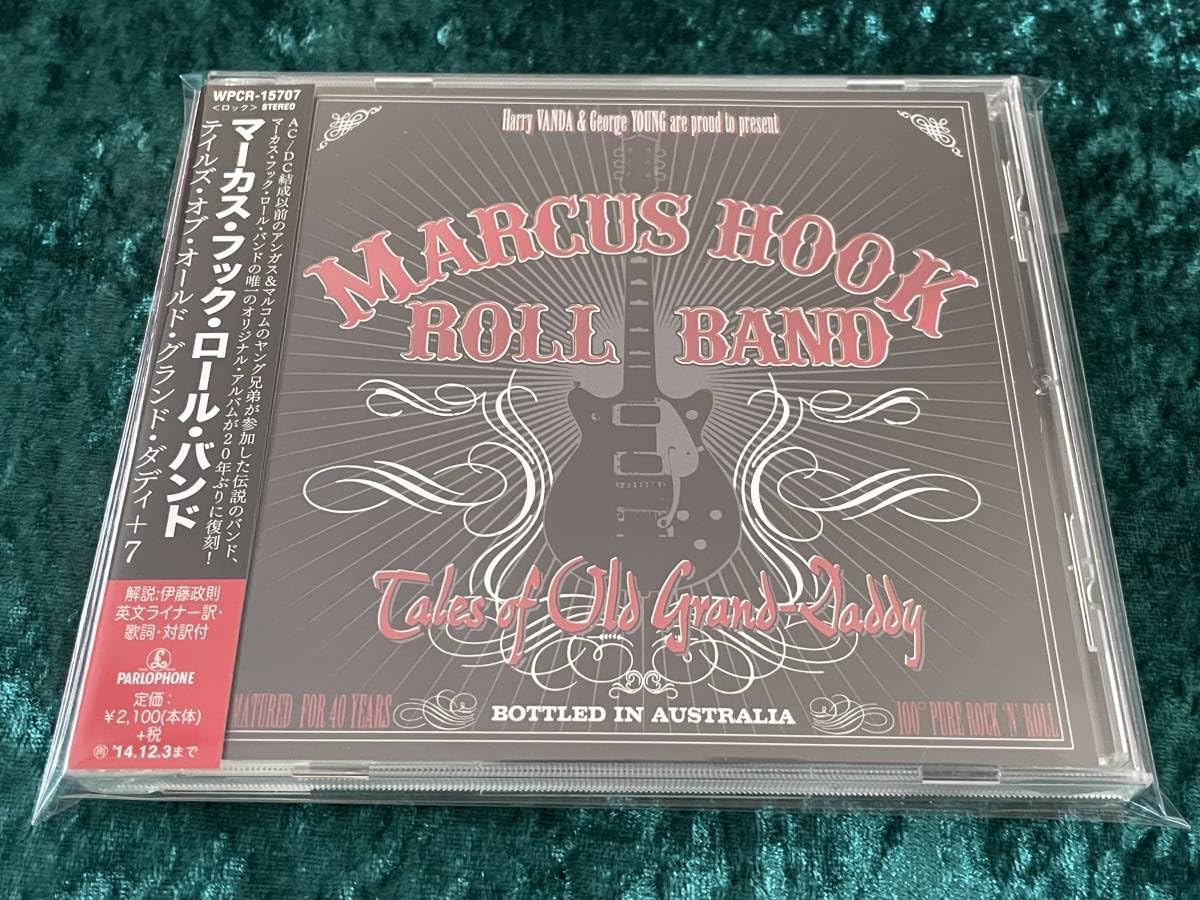 WPCR-15707
<ロック> STEREO
AC/DC結成以前のアンガス&マルコムのヤング兄弟が参加した伝説のバンド、
マーカス・フック・ロール・バンドの唯一のオリジナル・アルバムが20年ぶりに復刻!
マーカス・フック・ロール・バンド
テイルズ・オブ・オールド・グランド・ダディ+7
解説:伊藤政則
英文ライナー訳・
歌詞・対訳付
PARLOPHONE
定価:
¥2,100(本体)
+税
再 '14.12.3まで
Harry VANDA & George YOUNG are proud to present
MARCUS HOOK
ROLL BAND
Tales of Old Grand-Daddy
MATURED FOR 40 YEARS
BOTTLED IN AUSTRALIA
100° PURE ROCK 'N' ROLL